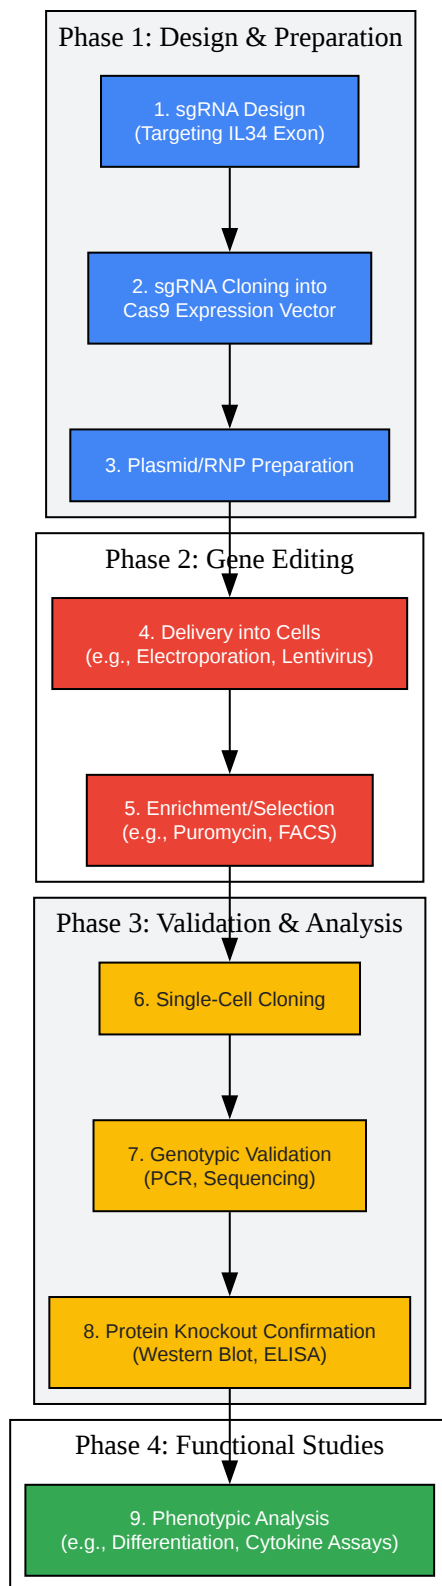 Phase 1: Design & Preparation
1. sgRNA Design
(Targeting IL34 Exon)
2. sgRNA Cloning into
Cas9 Expression Vector
3. Plasmid/RNP Preparation
Phase 2: Gene Editing
4. Delivery into Cells
(e.g., Electroporation, Lentivirus)
5. Enrichment/Selection
(e.g., Puromycin, FACS)
Phase 3: Validation & Analysis
6. Single-Cell Cloning
7. Genotypic Validation
(PCR, Sequencing)
8. Protein Knockout Confirmation
(Western Blot, ELISA)
Phase 4: Functional Studies
9. Phenotypic Analysis
(e.g., Differentiation, Cytokine Assays)